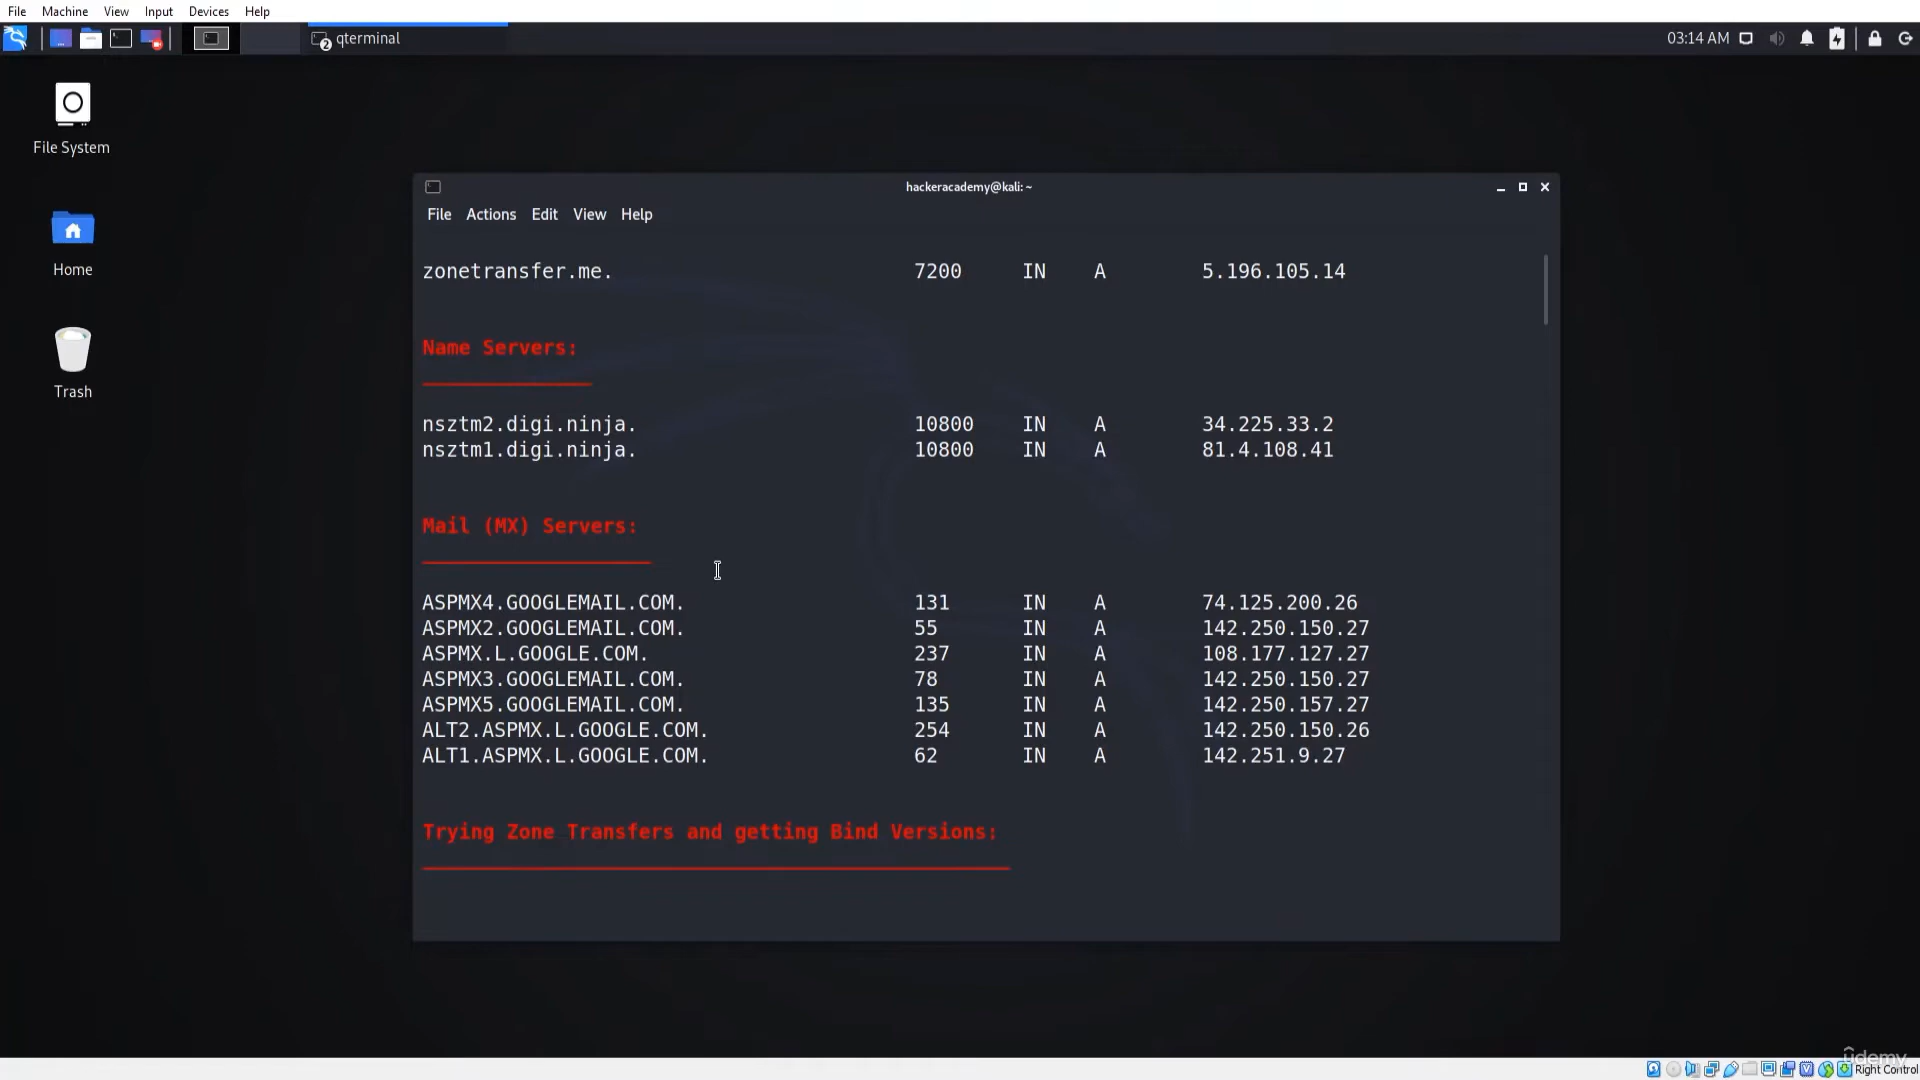 File Machine View Input Devices Help
2 qterminal 03:14 AM
File System
Home
Trash
hackeracademy@kali: ~
File Actions Edit View Help
zonetransfer.me. 7200 IN A 5.196.105.14
Name Servers:
nsztm2.digi.ninja. 10800 IN A 34.225.33.2
nsztm1.digi.ninja. 10800 IN A 81.4.108.41
Mail (MX) Servers:
ASPMX4.GOOGLEMAIL.COM. 131 IN A 74.125.200.26
ASPMX2.GOOGLEMAIL.COM. 55 IN A 142.250.150.27
ASPMX.L.GOOGLE.COM. 237 IN A 108.177.127.27
ASPMX3.GOOGLEMAIL.COM. 78 IN A 142.250.150.27
ASPMX5.GOOGLEMAIL.COM. 135 IN A 142.250.157.27
ALT2.ASPMX.L.GOOGLE.COM. 254 IN A 142.250.150.26
ALT1.ASPMX.L.GOOGLE.COM. 62 IN A 142.251.9.27
Trying Zone Transfers and getting Bind Versions:
udemy
Right Control